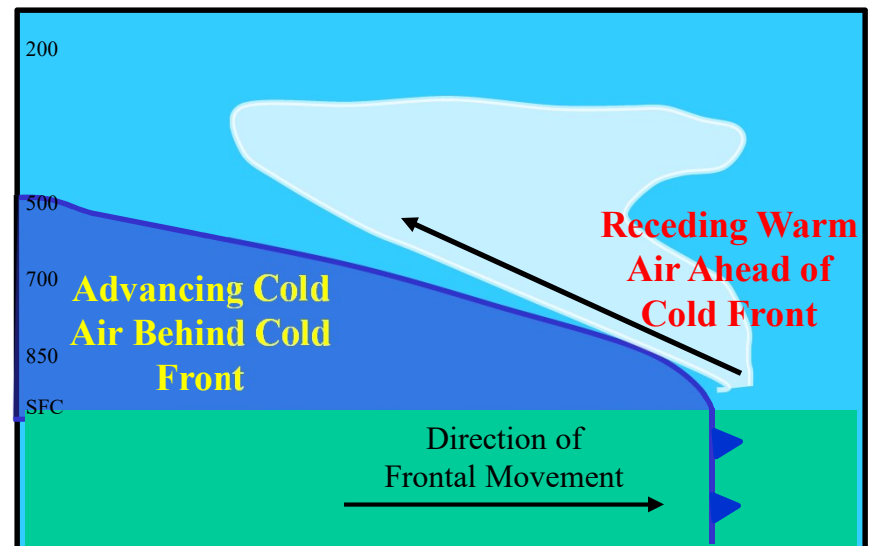 200
500
700
850
SFC
Advancing Cold
Air Behind Cold
Front
Receding Warm
Air Ahead of
Cold Front
Direction of
Frontal Movement